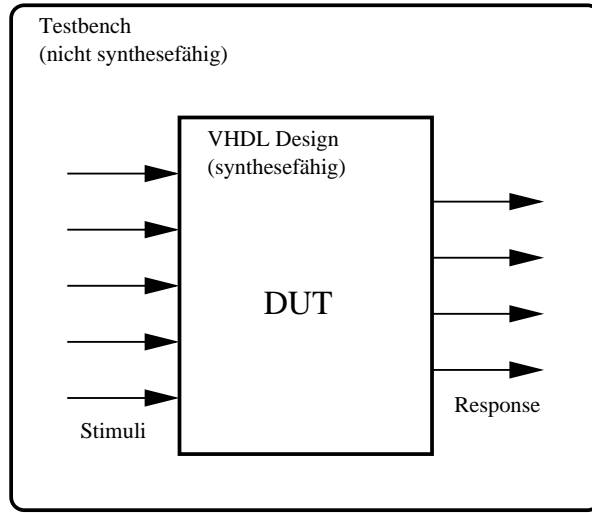 Testbench
(nicht synthesefähig)
VHDL Design
(synthesefähig)
DUT
Stimuli
Response